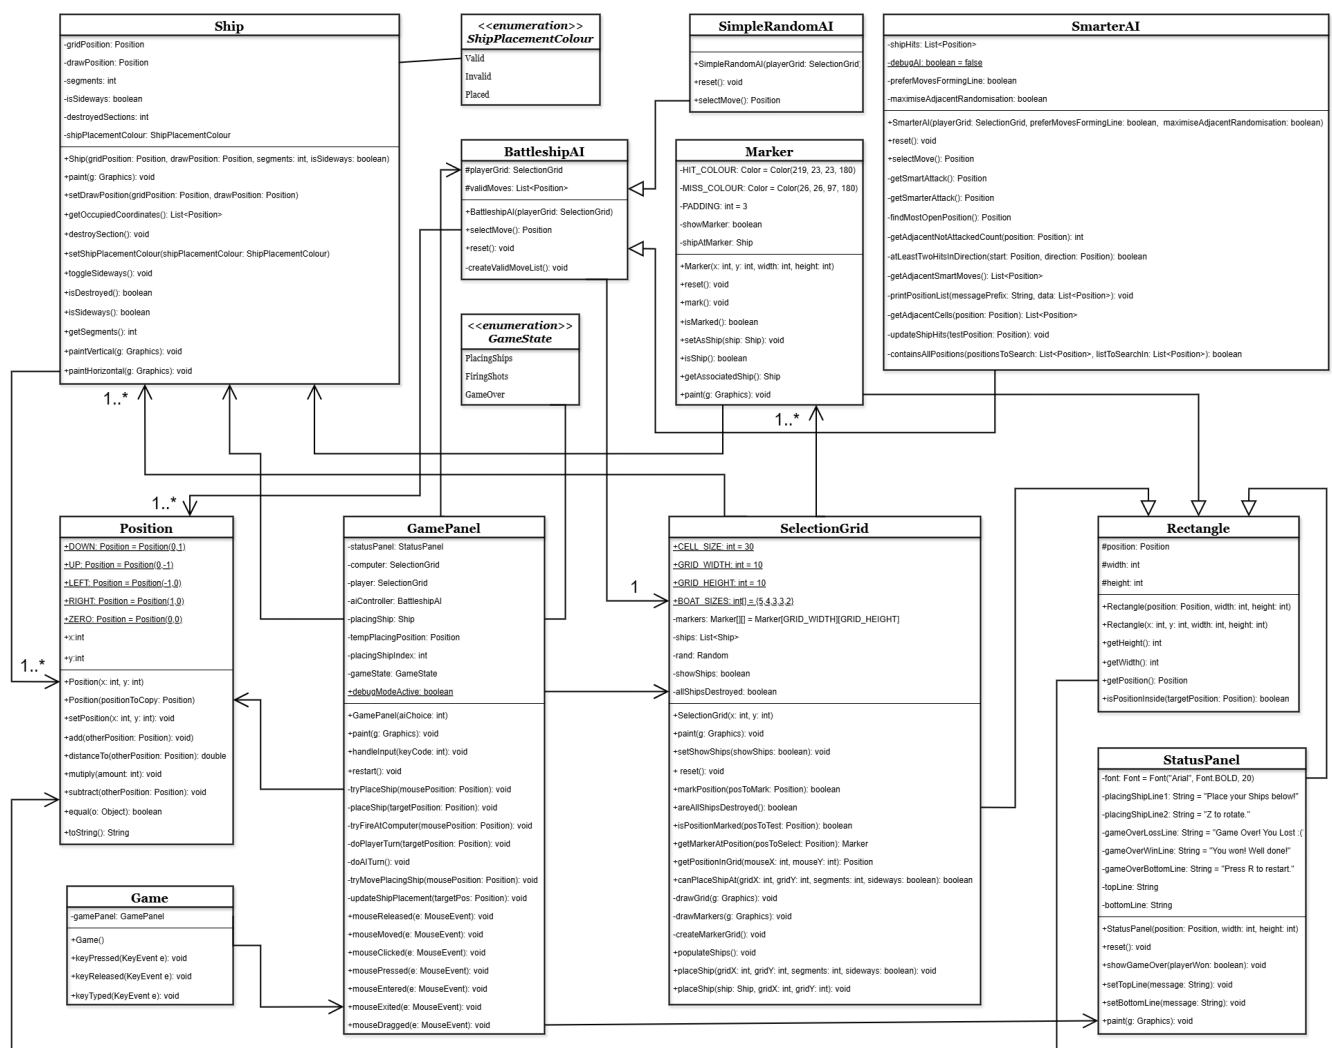 Ship
-gridPosition: Position
-drawPosition: Position
-segments: int
-isSideways: boolean
-destroyedSections: int
-shipPlacementColour: ShipPlacementColour
+Ship(gridPosition: Position, drawPosition: Position, segments: int, isSideways: boolean)
+paint(g: Graphics): void
+setDrawPosition(gridPosition: Position, drawPosition: Position)
+getOccupiedCoordinates(): List<Position>
+destroySection(): void
+setShipPlacementColour(shipPlacementColour: ShipPlacementColour)
+toggleSideways(): void
+isDestroyed(): boolean
+isSideways(): boolean
+getSegments(): int
+paintVertical(g: Graphics): void
+paintHorizontal(g: Graphics): void
<<enumeration>>
ShipPlacementColour
Valid
Invalid
Placed
SimpleRandomAI
+SimpleRandomAI(playerGrid: SelectionGrid
+reset(): void
+selectMove(): Position
SmarterAI
-shipHits: List<Position>
-debugAI: boolean = false
-preferMovesFormingLine: boolean
-maximiseAdjacentRandomisation: boolean
+SmarterAI(playerGrid: SelectionGrid, preferMovesFormingLine: boolean, maximiseAdjacentRandomisation: boolean)
+reset(): void
+selectMove(): Position
-getSmartAttack(): Position
-getSmarterAttack(): Position
-findMostOpenPosition(): Position
-getAdjacentNotAttackedCount(position: Position): int
-atLeastTwoHitsInDirection(start: Position, direction: Position): boolean
-getAdjacentSmartMoves(): List<Position>
-printPositionList(messagePrefix: String, data: List<Position>): void
-getAdjacentCells(position: Position): List<Position>
-updateShipHits(testPosition: Position): void
-containsAllPositions(positionsToSearch: List<Position>, listToSearchIn: List<Position>): boolean
BattleshipAI
#playerGrid: SelectionGrid
#validMoves: List<Position>
+BattleshipAI(playerGrid: SelectionGrid)
+selectMove(): Position
+reset(): void
-createValidMoveList(): void
Marker
-HIT_COLOUR: Color = Color(219, 23, 23, 180)
-MISS_COLOUR: Color = Color(26, 26, 97, 180)
-PADDING: int = 3
-showMarker: boolean
-shipAtMarker: Ship
+Marker(x: int, y: int, width: int, height: int)
+reset(): void
+mark(): void
+isMarked(): boolean
+setAsShip(ship: Ship): void
+isShip(): boolean
+getAssociatedShip(): Ship
+paint(g: Graphics): void
<<enumeration>>
GameState
PlacingShips
FiringShots
GameOver
1..*
1..*
1..*
1
1..*
Position
+DOWN: Position = Position(0,1)
+UP: Position = Position(0,-1)
+LEFT: Position = Position(-1,0)
+RIGHT: Position = Position(1,0)
+ZERO: Position = Position(0,0)
+x:int
+y:int
+Position(x: int, y: int)
+Position(positionToCopy: Position)
+setPosition(x: int, y: int): void
+add(otherPosition: Position: void)
+distanceTo(otherPosition: Position): double
+mutiply(amount: int): void
+subtract(otherPosition: Position): void
+equal(o: Object): boolean
+toString(): String
GamePanel
-statusPanel: StatusPanel
-computer: SelectionGrid
-player: SelectionGrid
-aiController: BattleshipAI
-placingShip: Ship
-tempPlacingPosition: Position
-placingShipIndex: int
-gameState: GameState
+debugModeActive: boolean
+GamePanel(aiChoice: int)
+paint(g: Graphics): void
+handleInput(keyCode: int): void
+restart(): void
-tryPlaceShip(mousePosition: Position): void
-placeShip(targetPosition: Position): void
-tryFireAtComputer(mousePosition: Position): void
-doPlayerTurn(targetPosition: Position): void
-doAITurn(): void
-tryMovePlacingShip(mousePosition: Position): void
-updateShipPlacement(targetPos: Position): void
+mouseReleased(e: MouseEvent): void
+mouseMoved(e: MouseEvent): void
+mouseClicked(e: MouseEvent): void
+mousePressed(e: MouseEvent): void
+mouseEntered(e: MouseEvent): void
+mouseExited(e: MouseEvent): void
+mouseDragged(e: MouseEvent): void
SelectionGrid
+CELL_SIZE: int = 30
+GRID_WIDTH: int = 10
+GRID_HEIGHT: int = 10
+BOAT_SIZES: int[] = {5,4,3,3,2}
-markers: Marker[][] = Marker[GRID_WIDTH][GRID_HEIGHT]
-ships: List<Ship>
-rand: Random
-showShips: boolean
-allShipsDestroyed: boolean
+SelectionGrid(x: int, y: int)
+paint(g: Graphics): void
+setShowShips(showShips: boolean): void
+ reset(): void
+markPosition(posToMark: Position): boolean
+areAllShipsDestroyed(): boolean
+isPositionMarked(posToTest: Position): boolean
+getMarkerAtPosition(posToSelect: Position): Marker
+getPositionInGrid(mouseX: int, mouseY: int): Position
+canPlaceShipAt(gridX: int, gridY: int, segments: int, sideways: boolean): boolean
-drawGrid(g: Graphics): void
-drawMarkers(g: Graphics): void
-createMarkerGrid(): void
+populateShips(): void
+placeShip(gridX: int, gridY: int, segments: int, sideways: boolean): void
+placeShip(ship: Ship, gridX: int, gridY: int): void
Rectangle
#position: Position
#width: int
#height: int
+Rectangle(position: Position, width: int, height: int)
+Rectangle(x: int, y: int, width: int, height: int)
+getHeight(): int
+getWidth(): int
+getPosition(): Position
+isPositionInside(targetPosition: Position): boolean
StatusPanel
-font: Font = Font("Arial", Font.BOLD, 20)
-placingShipLine1: String = "Place your Ships below!"
-placingShipLine2: String = "Z to rotate."
-gameOverLossLine: String = "Game Over! You Lost :(
-gameOverWinLine: String = "You won! Well done!"
-gameOverBottomLine: String = "Press R to restart."
-topLine: String
-bottomLine: String
+StatusPanel(position: Position, width: int, height: int)
+reset(): void
+showGameOver(playerWon: boolean): void
+setTopLine(message: String): void
+setBottomLine(message: String): void
+paint(g: Graphics): void
Game
-gamePanel: GamePanel
+Game()
+keyPressed(KeyEvent e): void
+keyReleased(KeyEvent e): void
+keyTyped(KeyEvent e): void